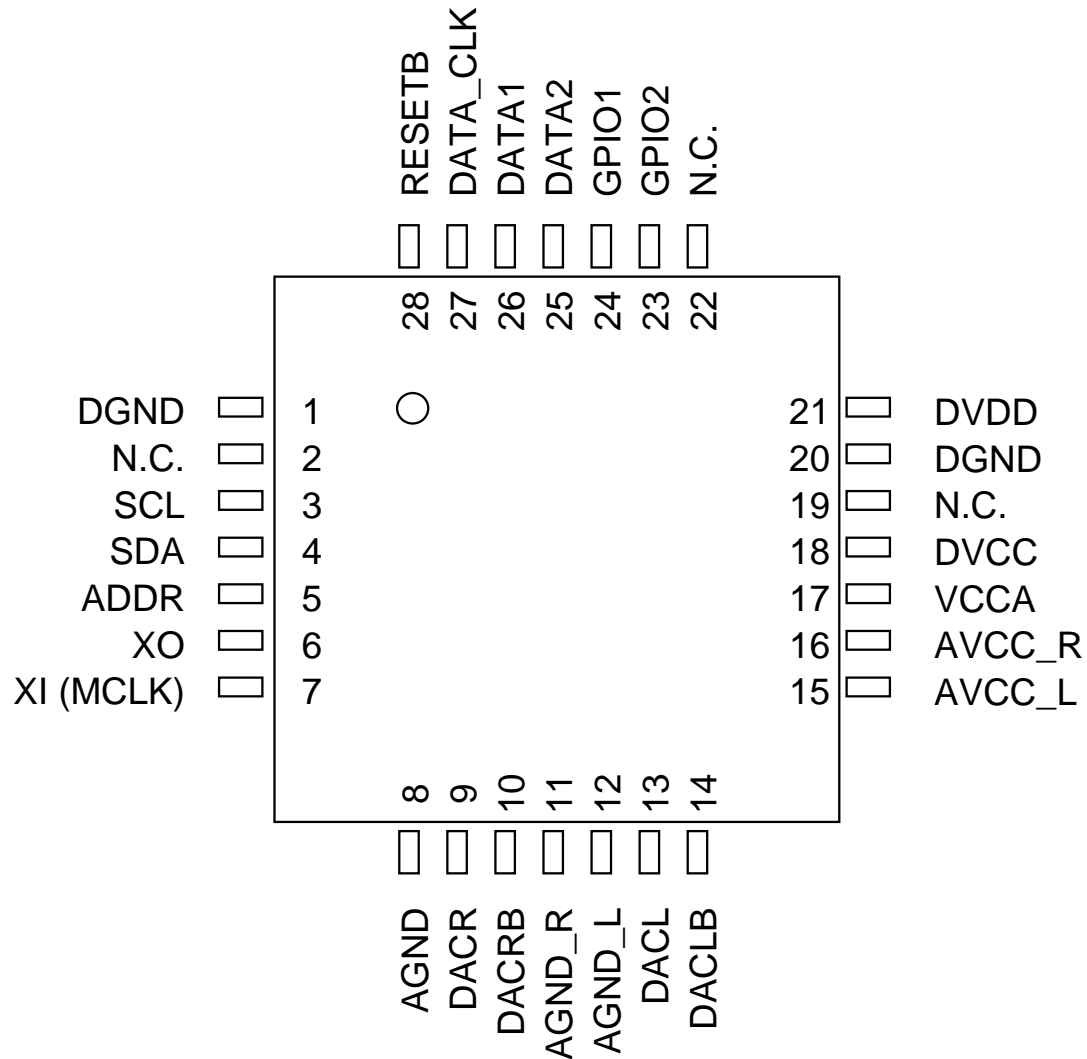 RESETB
DATA_CLK
DATA1
DATA2
GPIO1
GPIO2
N.C.
28
27
26
25
24
23
22
DGND 1
N.C. 2
SCL 3
SDA 4
ADDR 5
XO 6
XI (MCLK) 7
21 DVDD
20 DGND
19 N.C.
18 DVCC
17 VCCA
16 AVCC_R
15 AVCC_L
8
9
10
11
12
13
14
AGND
DACR
DACRB
AGND_R
AGND_L
DACL
DACLB